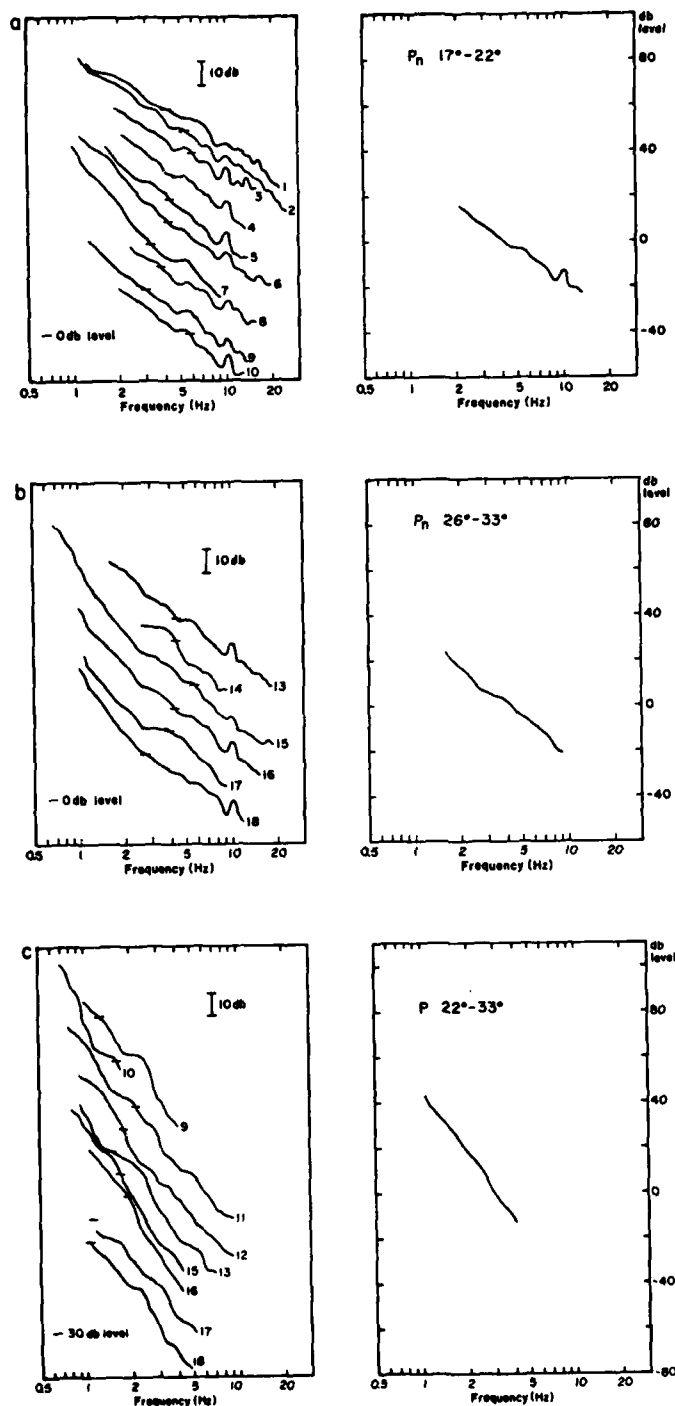 a
10 db
1
2
3
4
5
6
7
8
9
10
– 0db level
0.5 1 2 5 10 20
Frequency (Hz)
db level
Pn 17°-22°
80
40
0
-40
0.5 1 2 5 10 20
Frequency (Hz)
b
10 db
13
14
15
16
17
18
– 0db level
0.5 1 2 5 10 20
Frequency (Hz)
db level
Pn 26°-33°
80
40
0
-40
0.5 1 2 5 10 20
Frequency (Hz)
c
10db
10
9
11
12
13
15
16
17
18
– 30 db level
0.5 1 2 5 10 20
Frequency (Hz)
db level
P 22°-33°
80
40
0
-40
-80
0.5 1 2 5 10 20
Frequency (Hz)